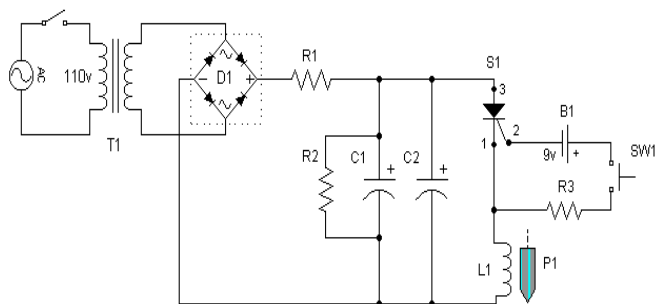 AC
110v
T1
D1
−
+
R1
R2
C1
+
C2
+
S1
3
1
2
B1
9v
+
SW1
R3
L1
P1